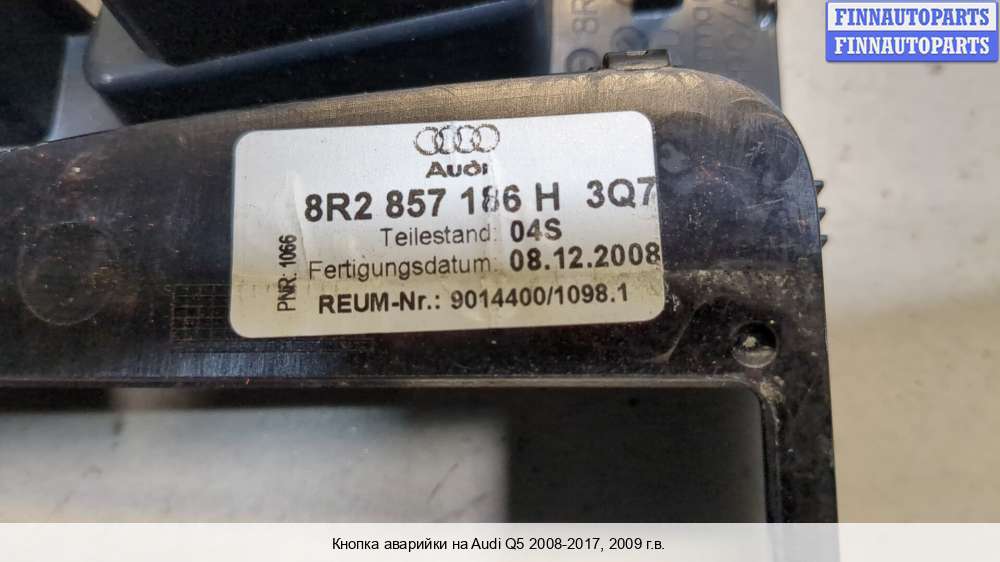 FINNAUTOPARTS
FINNAUTOPARTS
8R
Audi
8R2 857 186 H 3Q7
Teilestand: 04S
Fertigungsdatum: 08.12.2008
REUM-Nr.: 9014400/1098.1
PNR: 1066
Кнопка аварийки на Audi Q5 2008-2017, 2009 г.в.